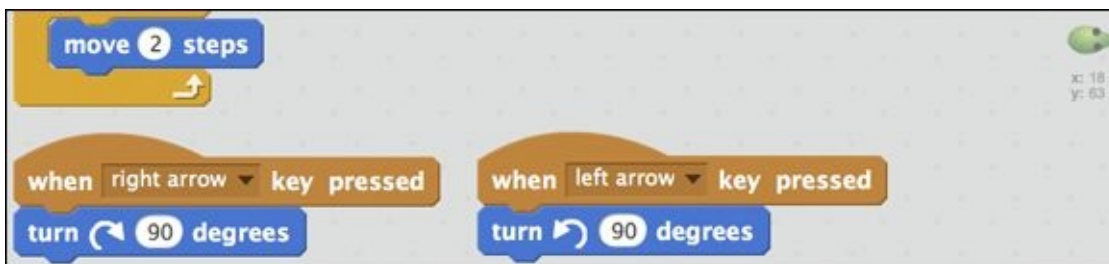 move 2 steps
x: 18
y: 63
when right arrow key pressed
when left arrow key pressed
turn 90 degrees
turn 90 degrees